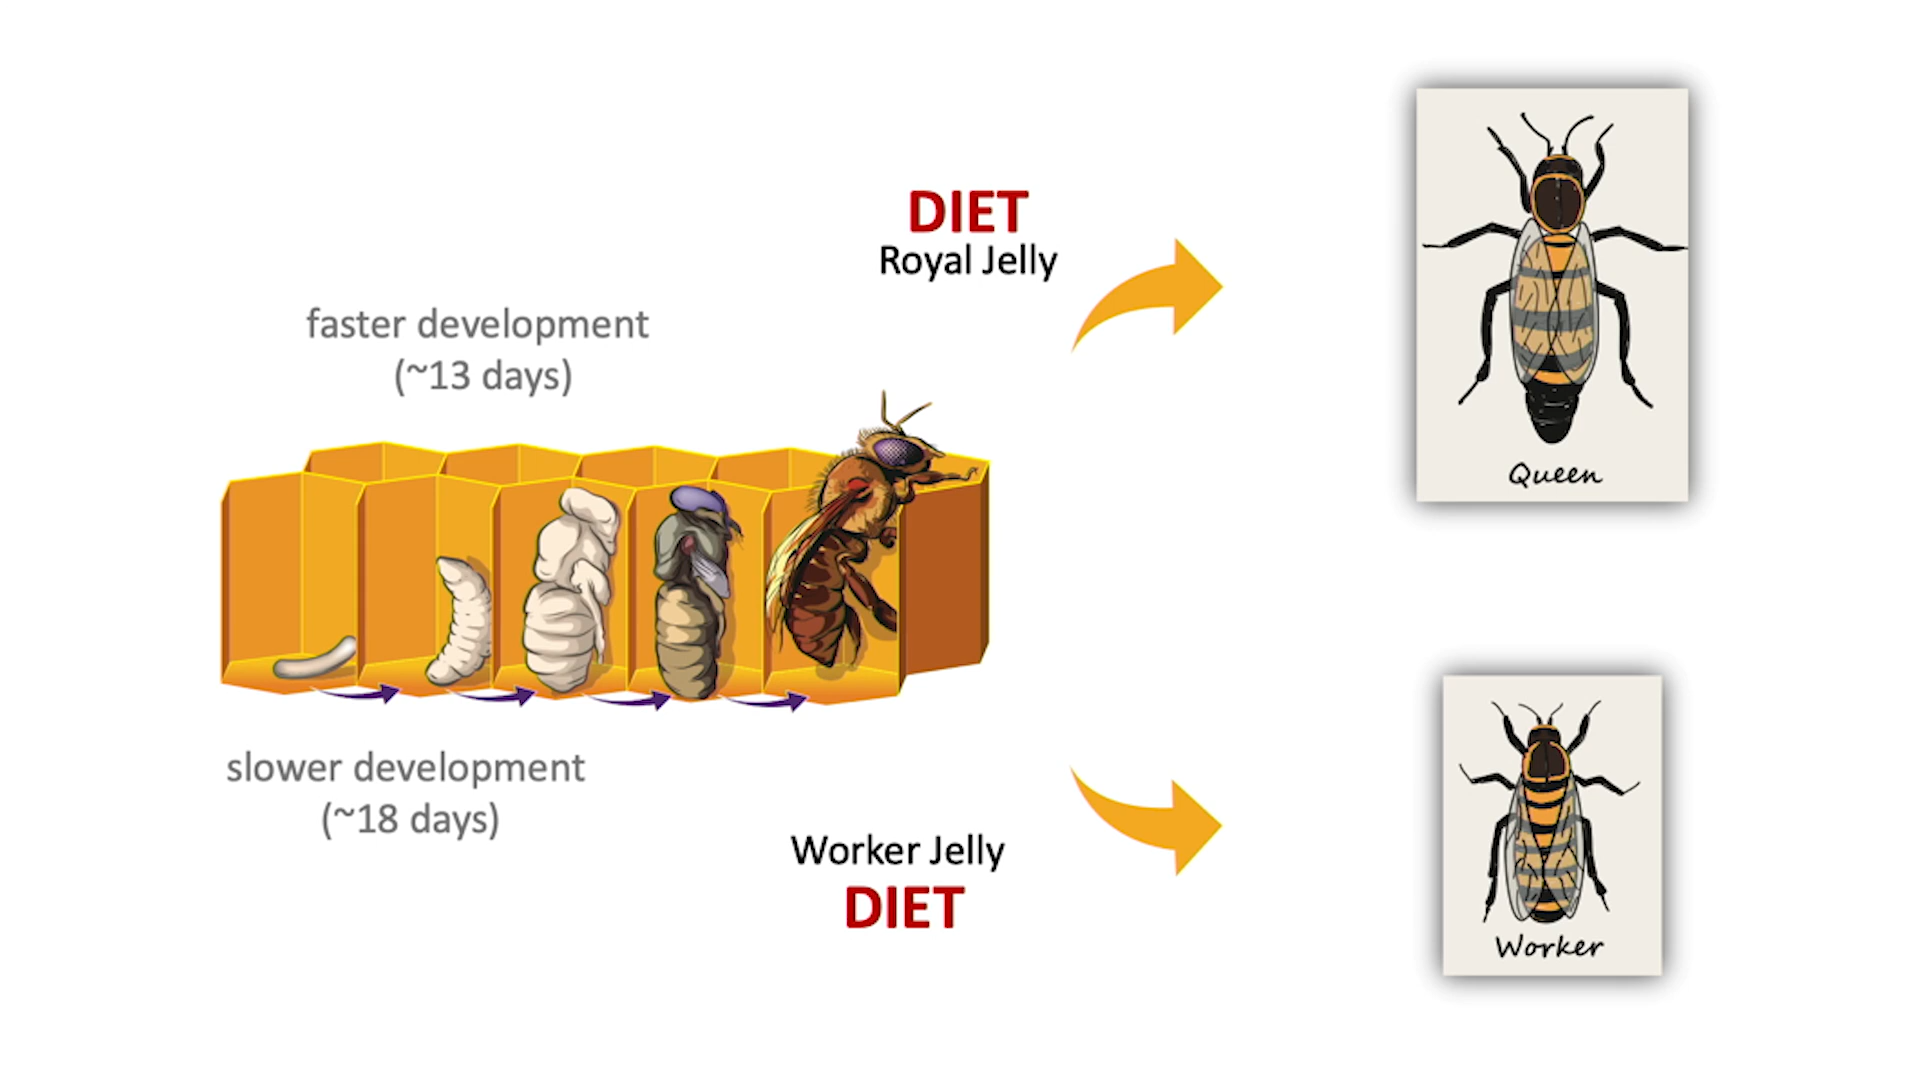 DIET
Royal Jelly
faster development
(~13 days)
Queen
slower development
(~18 days)
Worker Jelly
DIET
Worker